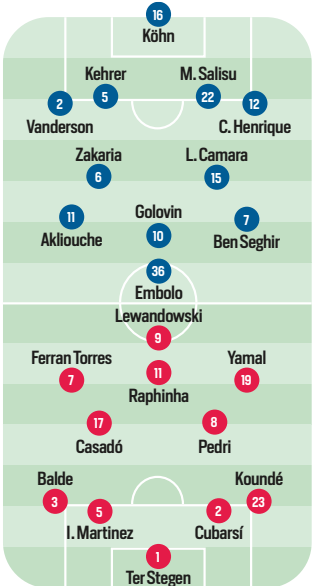 16
Köhn
Kehrer
M. Salisu
2
5
22
12
Vanderson
C. Henrique
Zakaria
L. Camara
6
15
11
Golovin
7
Akliouche
10
Ben Seghir
36
Embolo
Lewandowski
9
Ferran Torres
Yamal
7
11
19
Raphinha
17
8
Casadó
Pedri
Balde
Koundé
3
5
2
23
I. Martinez
Cubarsí
1
Ter Stegen